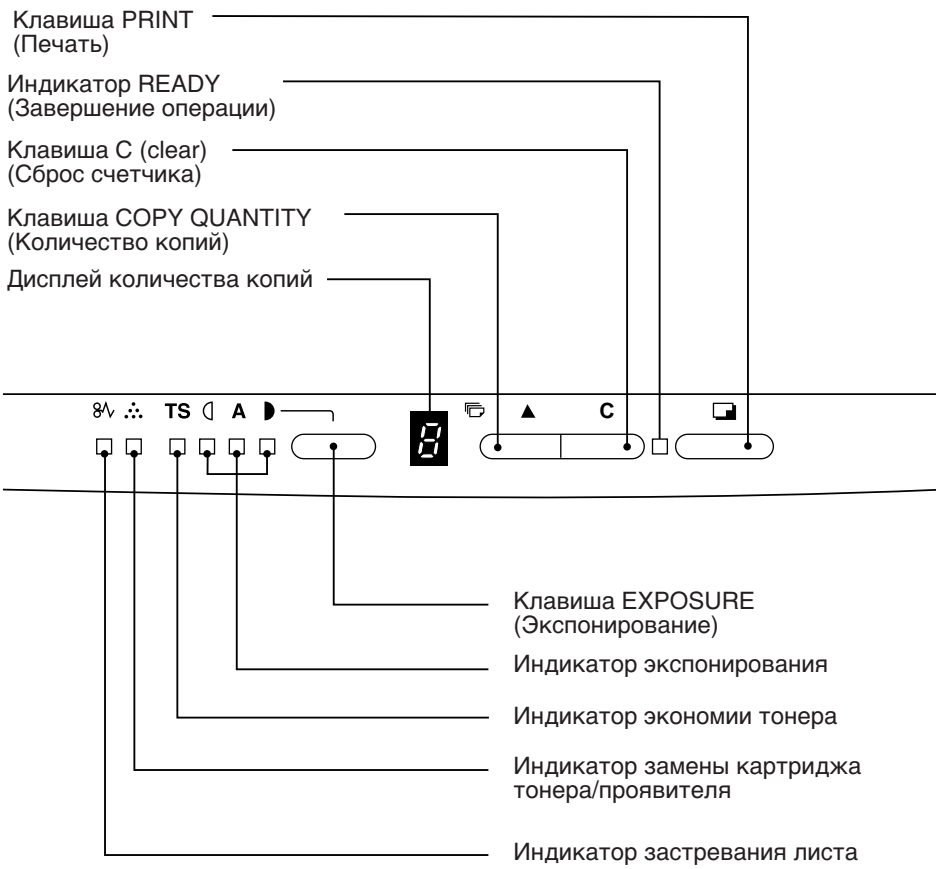 Клавиша PRINT
(Печать)
Индикатор READY
(Завершение операции)
Клавиша C (clear)
(Сброс счетчика)
Клавиша COPY QUANTITY
(Количество копий)
Дисплей количества копий
TS A 8 C
Клавиша EXPOSURE
(Экспонирование)
Индикатор экспонирования
Индикатор экономии тонера
Индикатор замены картриджа
тонера/проявителя
Индикатор застревания листа